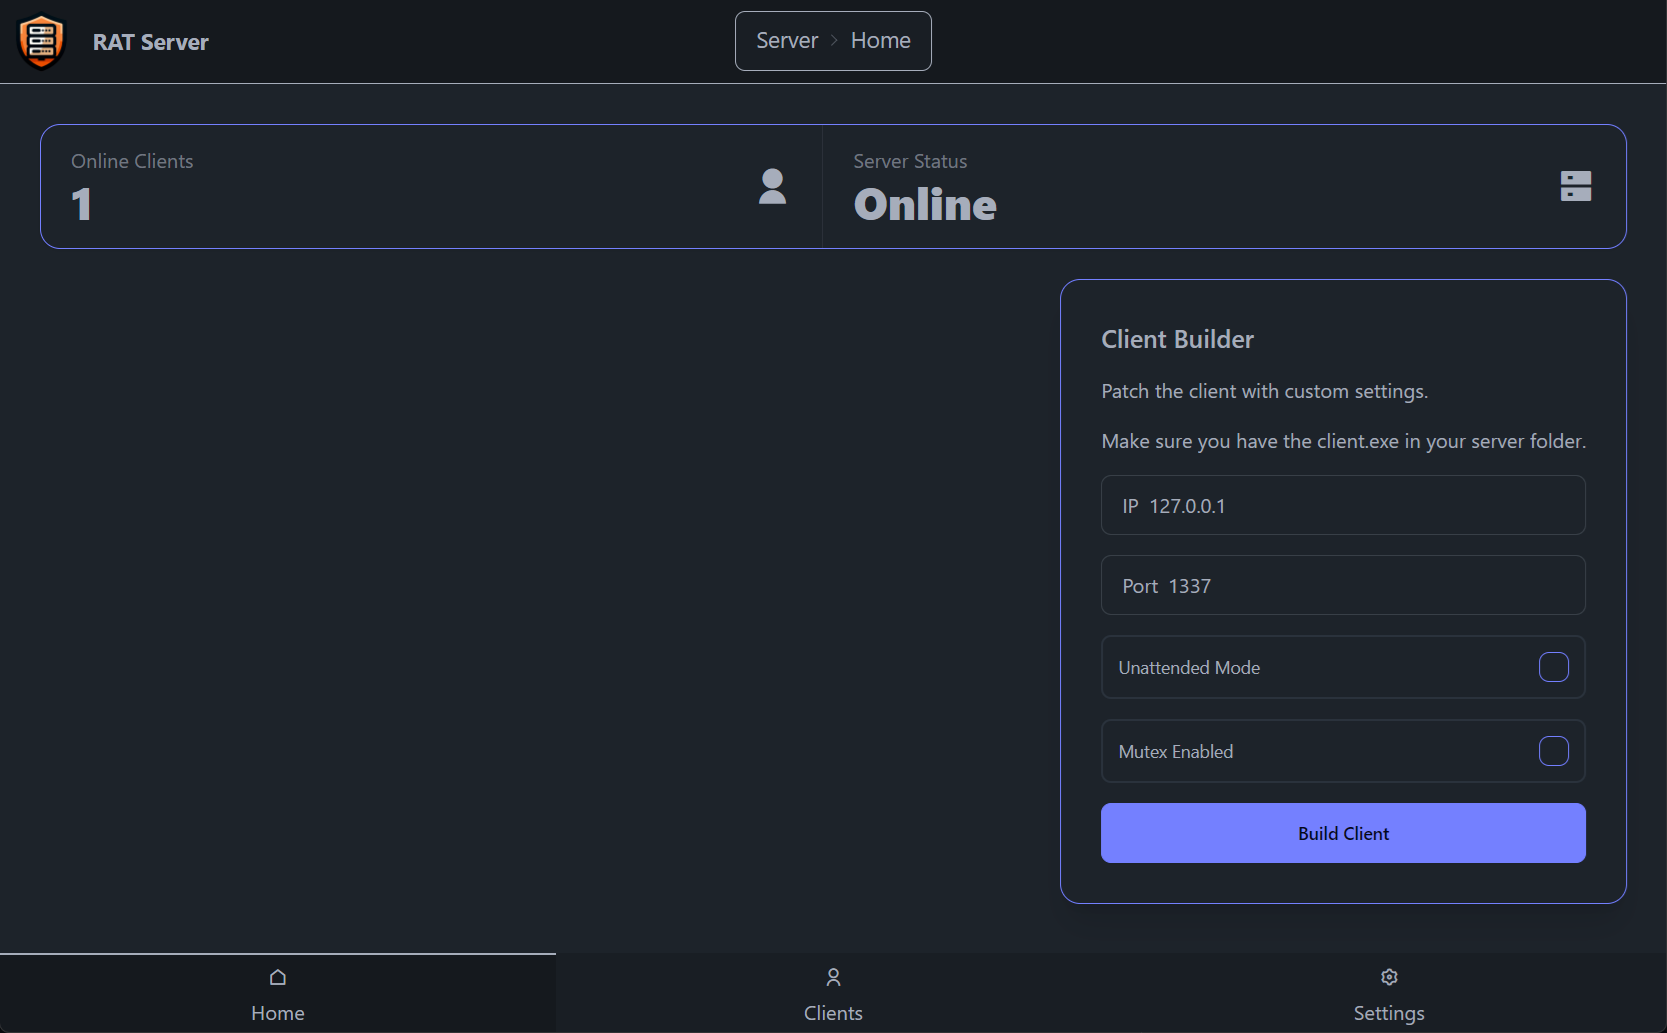 RAT Server
Server > Home
Online Clients
1
Server Status
Online
Client Builder
Patch the client with custom settings.
Make sure you have the client.exe in your server folder.
IP 127.0.0.1
Port 1337
Unattended Mode
Mutex Enabled
Build Client
Home
Clients
Settings